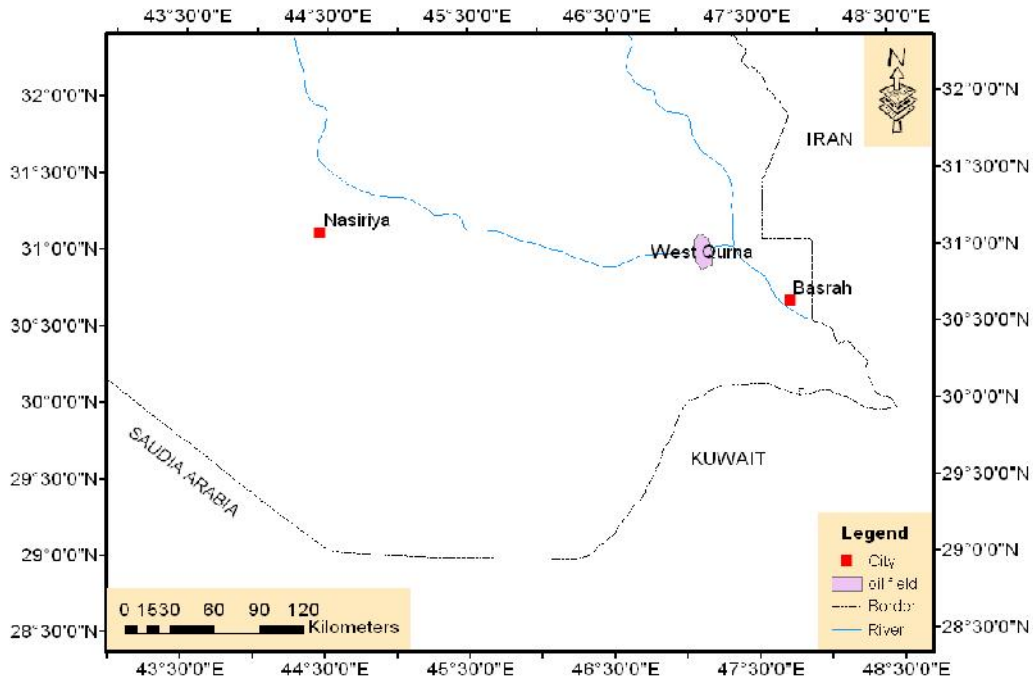 43°30'0"E 44°30'0"E 45°30'0"E 46°30'0"E 47°30'0"E 48°30'0"E
N
32°0'0"N
32°0'0"N
IRAN
31°30'0"N
31°30'0"N
Nasiriya
31°0'0"N
West Qurna
31°0'0"N
Basrah
30°30'0"N
30°30'0"N
30°0'0"N
30°0'0"N
SAUDIA ARABIA
KUWAIT
29°30'0"N
29°30'0"N
Legend
29°0'0"N
29°0'0"N
City
oil field
Border
River
0 1530 60 90 120
Kilometers
28°30'0"N
28°30'0"N
43°30'0"E 44°30'0"E 45°30'0"E 46°30'0"E 47°30'0"E 48°30'0"E